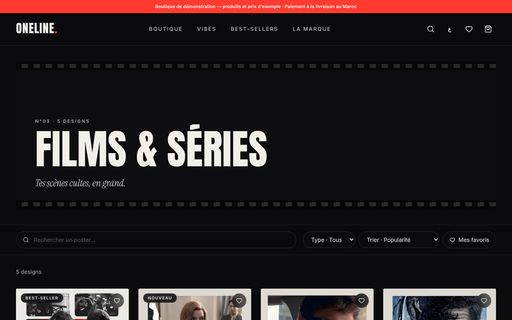 Boutique de démonstration — produits et prix d'exemple · Paiement à la livraison au Maroc
ONELINE.
BOUTIQUE
VIBES
BEST-SELLERS
LA MARQUE
ع
N°03 · 5 DESIGNS
FILMS & SÉRIES
Tes scènes cultes, en grand.
Rechercher un poster...
Type · Tous
Trier · Popularité
Mes favoris
5 designs
BEST-SELLER
NOUVEAU